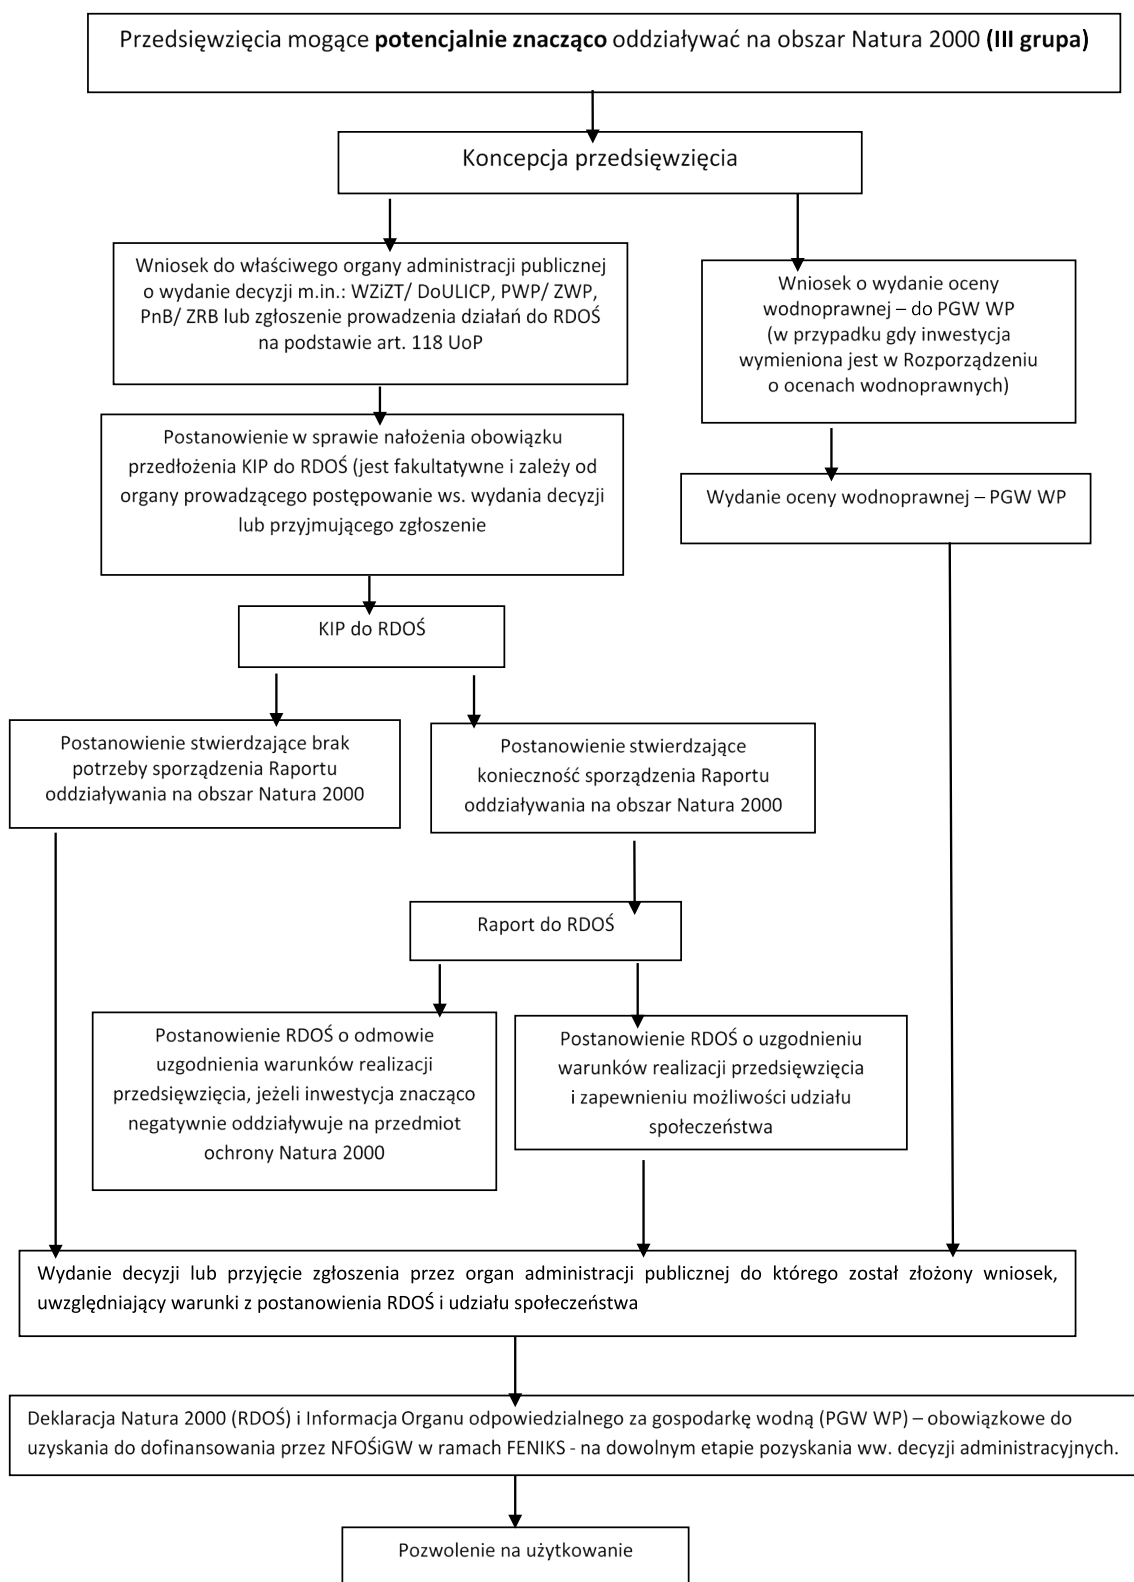 Przedsięwzięcia mogące potencjalnie znacząco oddziaływać na obszar Natura 2000 (III grupa)
Koncepcja przedsięwzięcia
Wniosek do właściwego organy administracji publicznej
o wydanie decyzji m.in.: WZiZT/ DoULICP, PWP/ ZWP,
PnB/ ZRB lub zgłoszenie prowadzenia działań do RDOŚ
na podstawie art. 118 UoP
Wniosek o wydanie oceny
wodnoprawnej – do PGW WP
(w przypadku gdy inwestycja
wymieniona jest w Rozporządzeniu
o ocenach wodnoprawnych)
Postanowienie w sprawie nałożenia obowiązku
przedłożenia KIP do RDOŚ (jest fakultatywne i zależy od
organy prowadzącego postępowanie ws. wydania decyzji
lub przyjmującego zgłoszenie
Wydanie oceny wodnoprawnej – PGW WP
KIP do RDOŚ
Postanowienie stwierdzające brak
potrzeby sporządzenia Raportu
oddziaływania na obszar Natura 2000
Postanowienie stwierdzające
konieczność sporządzenia Raportu
oddziaływania na obszar Natura 2000
Raport do RDOŚ
Postanowienie RDOŚ o odmowie
uzgodnienia warunków realizacji
przedsięwzięcia, jeżeli inwestycja znacząco
negatywnie oddziaływuje na przedmiot
ochrony Natura 2000
Postanowienie RDOŚ o uzgodnieniu
warunków realizacji przedsięwzięcia
i zapewnieniu możliwości udziału
społeczeństwa
Wydanie decyzji lub przyjęcie zgłoszenia przez organ administracji publicznej do którego został złożony wniosek,
uwzględniający warunki z postanowienia RDOŚ i udziału społeczeństwa
Deklaracja Natura 2000 (RDOŚ) i Informacja Organu odpowiedzialnego za gospodarkę wodną (PGW WP) – obowiązkowe do
uzyskania do dofinansowania przez NFOŚiGW w ramach FENIKS - na dowolnym etapie pozyskania ww. decyzji administracyjnych.
Pozwolenie na użytkowanie